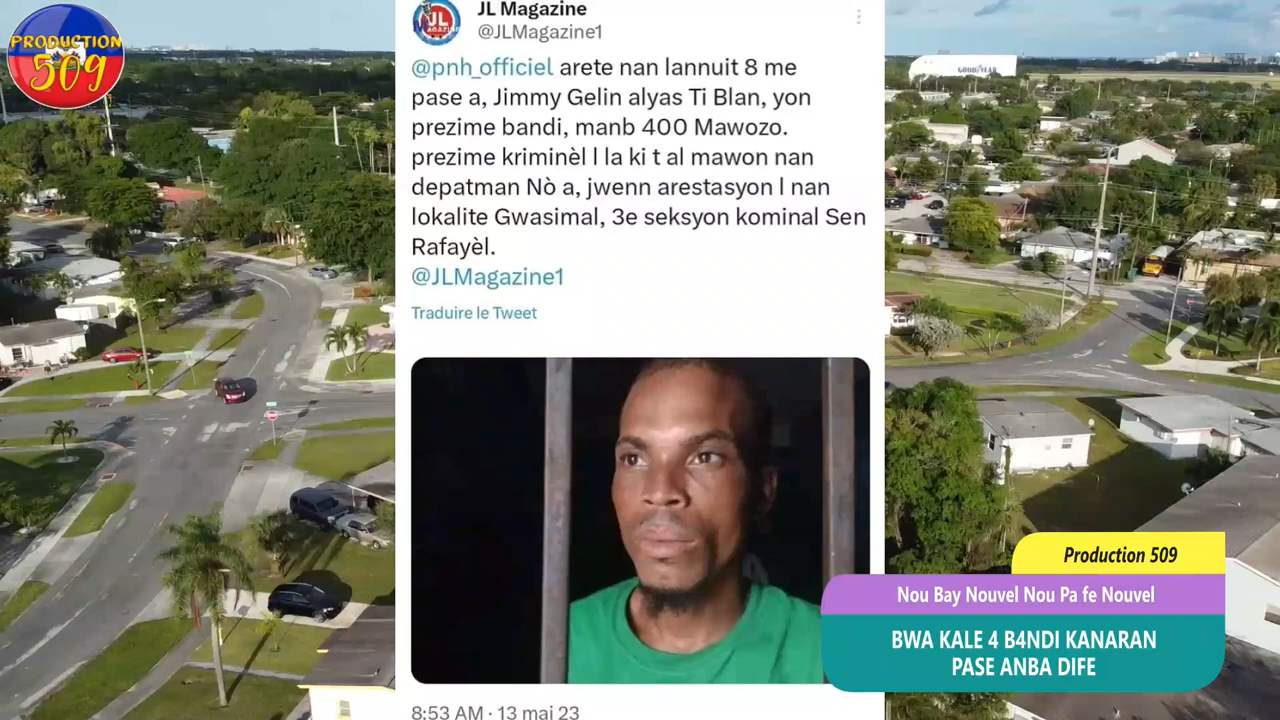 PRODUCTION
509
JL Magazine
@JLMagazine1
@pnh_officiel arete nan lannuit 8 me
pase a, Jimmy Gelin alyas Ti Blan, yon
prezime bandi, manb 400 Mawozo.
prezime kriminèl l la ki t al mawon nan
depatman Nò a, jwenn arestasyon l nan
lokalite Gwasimal, 3e seksyon kominal Sen
Rafayèl.
@JLMagazine1
Traduire le Tweet
8:53 AM · 13 mai 23
GOODYEAR
Production 509
Nou Bay Nouvel Nou Pa fe Nouvel
BWA KALE 4 B4NDI KANARAN
PASE ANBA DIFE